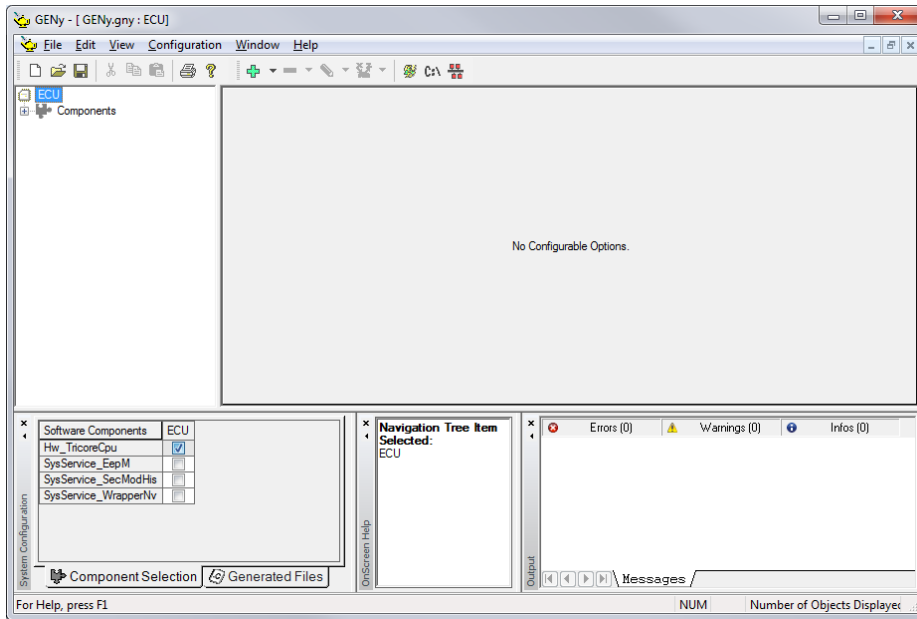 GENy - [ GENy.gny : ECU]
File Edit View Configuration Window Help
C:\
ECU
Components
No Configurable Options.
Software Components ECU
Hw_TricoreCpu
SysService_EepM
SysService_SecModHis
SysService_WrapperNv
System Configuration
Component Selection
Generated Files
Navigation Tree Item
Selected:
ECU
OnScreen Help
Errors (0) Warnings (0) Infos (0)
Output
Messages
For Help, press F1
NUM
Number of Objects Displayed